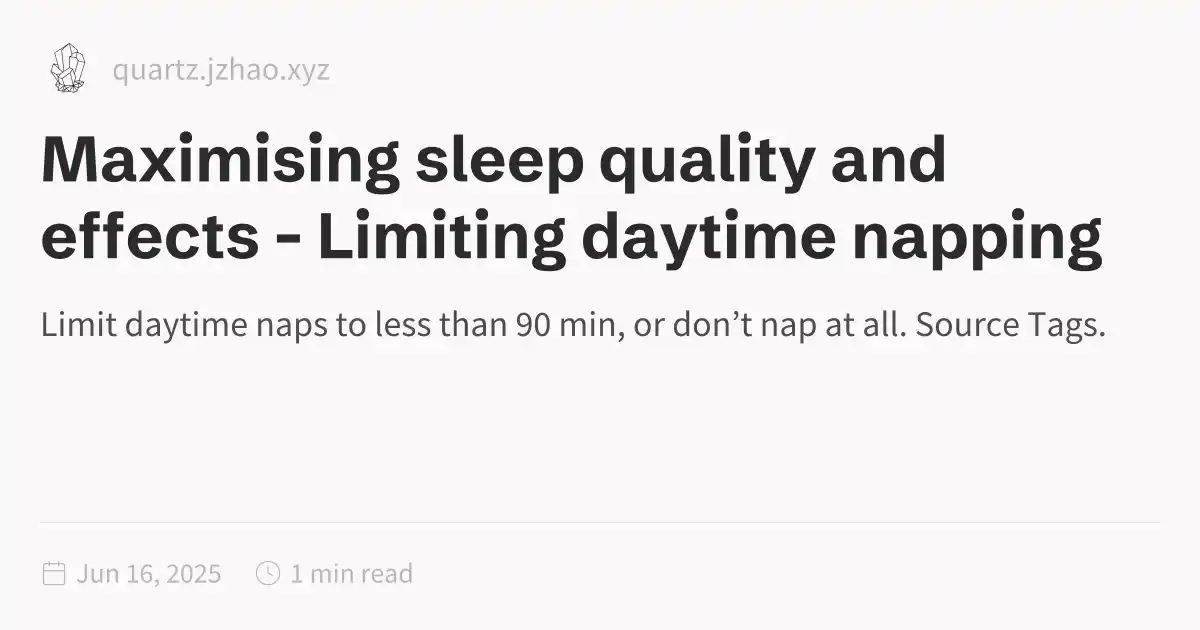 quartz.jzhao.xyz
Maximising sleep quality and
effects - Limiting daytime napping
Limit daytime naps to less than 90 min, or don’t nap at all. Source Tags.
Jun 16, 2025 1 min read